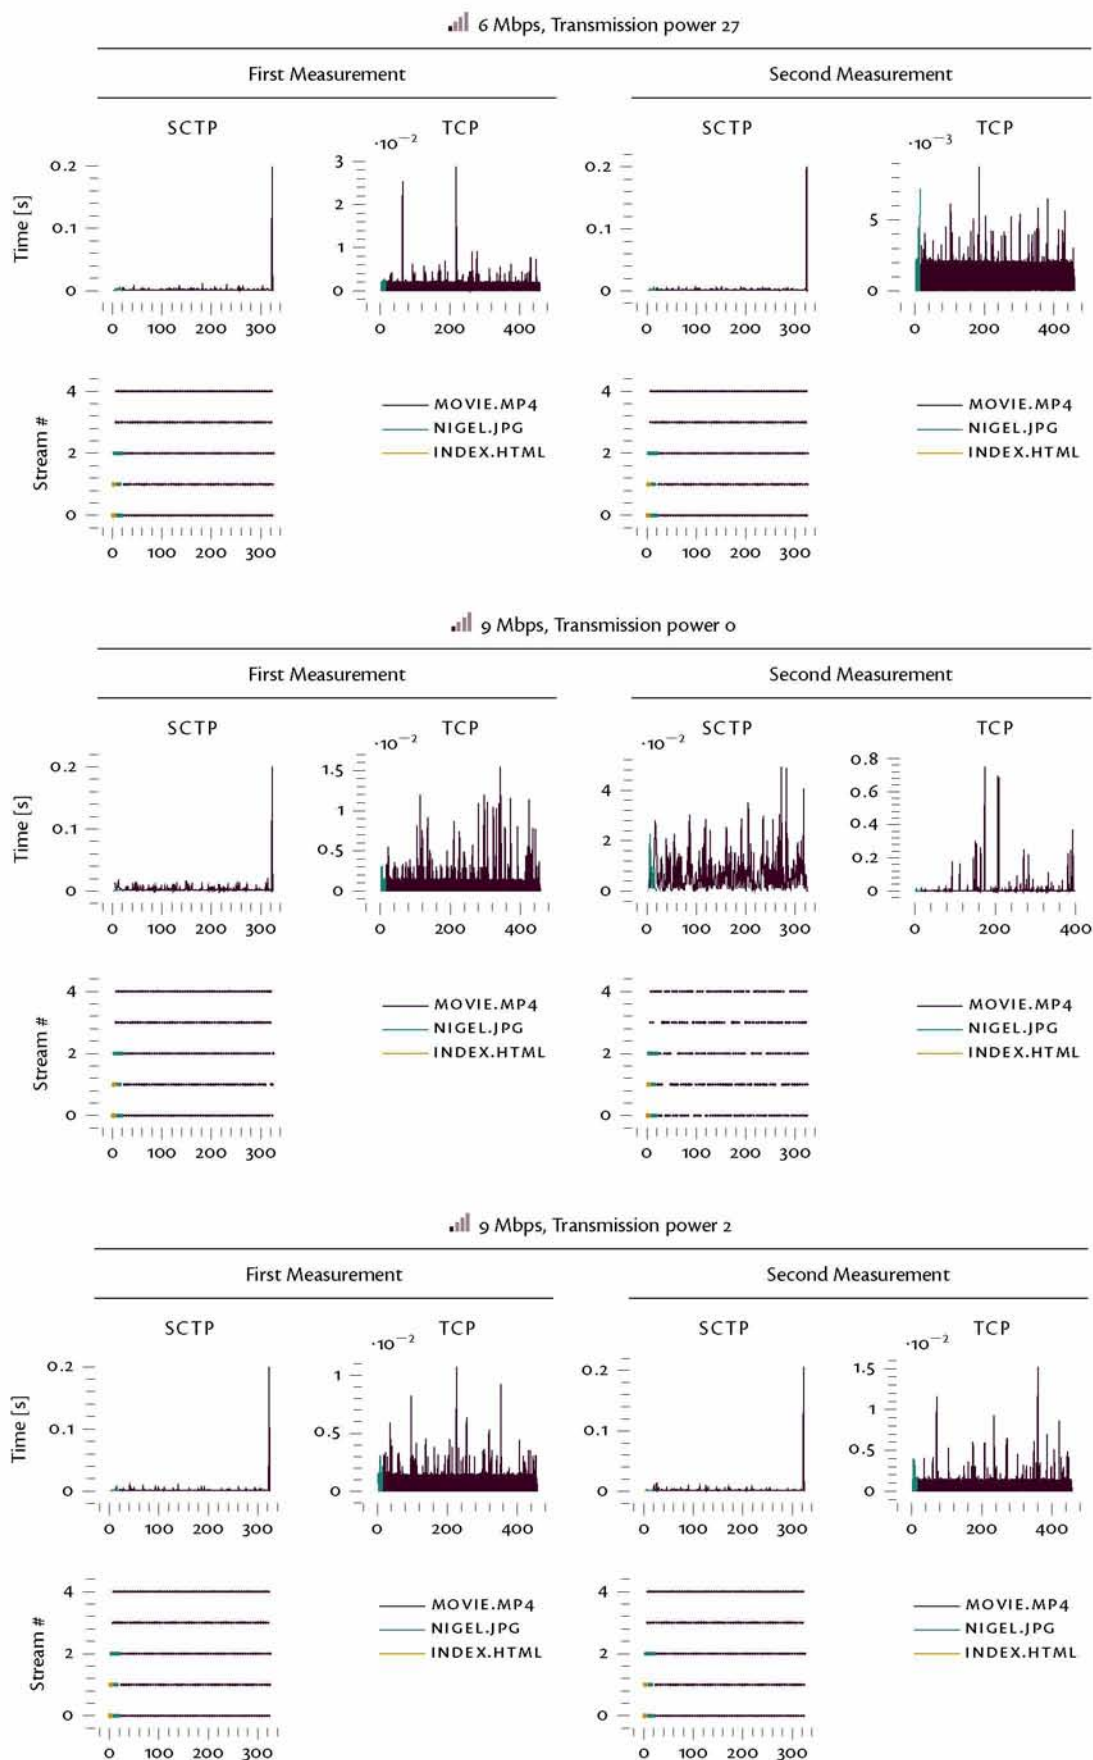 6 Mbps, Transmission power 27
First Measurement
Second Measurement
SCTP
TCP
SCTP
TCP
·10−2
·10−3
Time [s]
0.2
0.1
0
3
2
1
0
0.2
0.1
0
5
0
0 100 200 300
0 200 400
0 100 200 300
0 200 400
Stream #
4
2
0
MOVIE.MP4
NIGEL.JPG
INDEX.HTML
4
2
0
MOVIE.MP4
NIGEL.JPG
INDEX.HTML
0 100 200 300
0 100 200 300
9 Mbps, Transmission power 0
First Measurement
Second Measurement
SCTP
TCP
SCTP
TCP
·10−2
·10−2
Time [s]
0.2
0.1
0
1.5
1
0.5
0
4
2
0
0.8
0.6
0.4
0.2
0
0 100 200 300
0 200 400
0 100 200 300
0 200 400
Stream #
4
2
0
MOVIE.MP4
NIGEL.JPG
INDEX.HTML
4
2
0
MOVIE.MP4
NIGEL.JPG
INDEX.HTML
0 100 200 300
0 100 200 300
9 Mbps, Transmission power 2
First Measurement
Second Measurement
SCTP
TCP
SCTP
TCP
·10−2
·10−2
Time [s]
0.2
0.1
0
1
0.5
0
0.2
0.1
0
1.5
1
0.5
0
0 100 200 300
0 200 400
0 100 200 300
0 200 400
Stream #
4
2
0
MOVIE.MP4
NIGEL.JPG
INDEX.HTML
4
2
0
MOVIE.MP4
NIGEL.JPG
INDEX.HTML
0 100 200 300
0 100 200 300